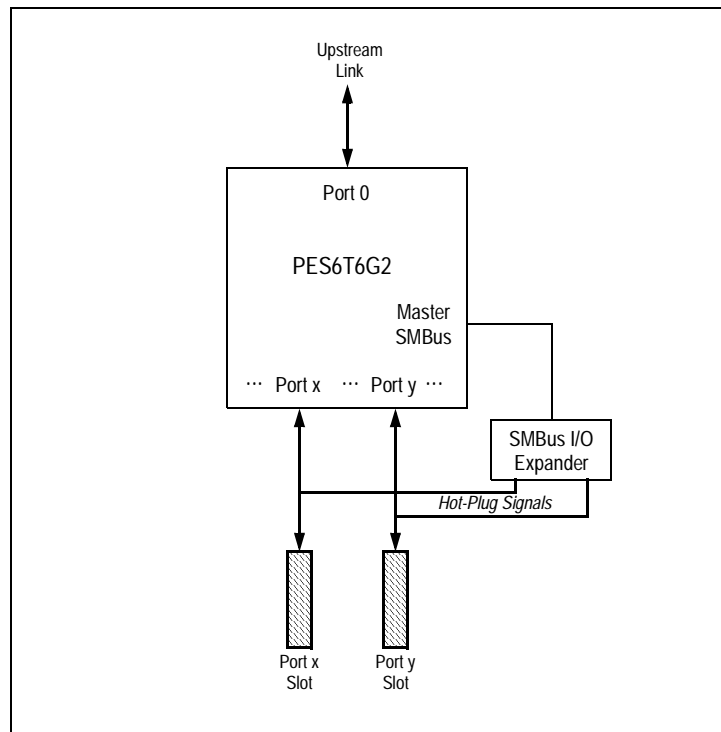 Upstream
Link
Port 0
PES6T6G2
Master
SMBus
··· Port x ··· Port y ···
SMBus I/O
Expander
Hot-Plug Signals
Port x
Slot
Port y
Slot